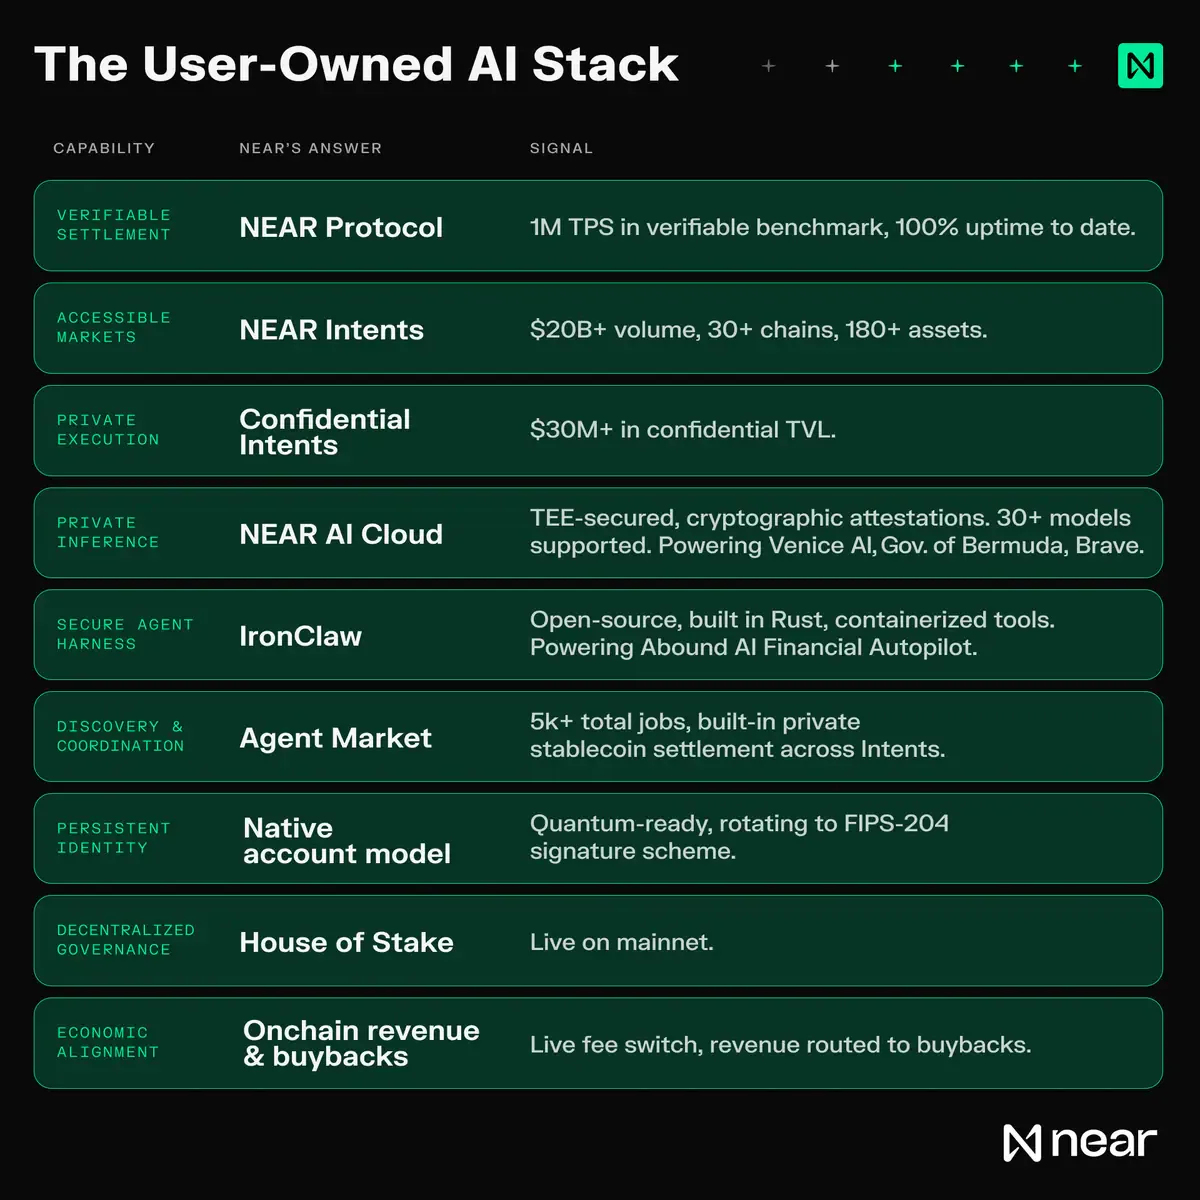 The User-Owned AI Stack
CAPABILITY
NEAR'S ANSWER
SIGNAL
VERIFIABLE
SETTLEMENT
NEAR Protocol
1M TPS in verifiable benchmark, 100% uptime to date.
ACCESSIBLE
MARKETS
NEAR Intents
$20B+ volume, 30+ chains, 180+ assets.
PRIVATE
EXECUTION
Confidential
Intents
$30M+ in confidential TVL.
PRIVATE
INFERENCE
NEAR AI Cloud
TEE-secured, cryptographic attestations. 30+ models
supported. Powering Venice AI, Gov. of Bermuda, Brave.
SECURE AGENT
HARNESS
IronClaw
Open-source, built in Rust, containerized tools.
Powering Abound AI Financial Autopilot.
DISCOVERY &
COORDINATION
Agent Market
5k+ total jobs, built-in private
stablecoin settlement across Intents.
PERSISTENT
IDENTITY
Native
account model
Quantum-ready, rotating to FIPS-204
signature scheme.
DECENTRALIZED
GOVERNANCE
House of Stake
Live on mainnet.
ECONOMIC
ALIGNMENT
Onchain revenue
& buybacks
Live fee switch, revenue routed to buybacks.
near